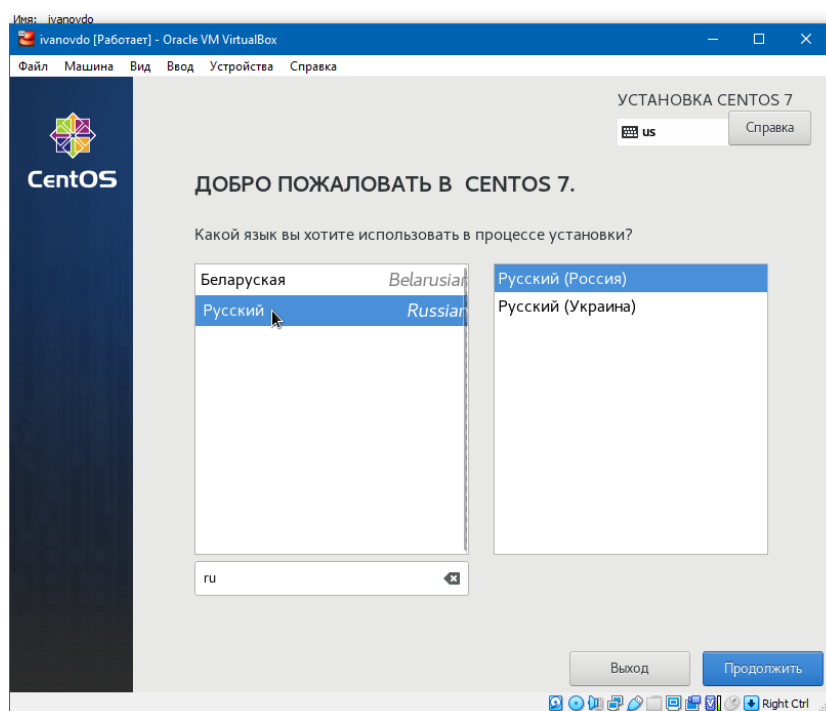 Имя: ivanovdo
ivanovdo [Работает] - Oracle VM VirtualBox
Файл Машина Вид Ввод Устройства Справка
УСТАНОВКА CENTOS 7
us
Справка
CentOS
ДОБРО ПОЖАЛОВАТЬ В CENTOS 7.
Какой язык вы хотите использовать в процессе установки?
Беларуская Belarusian
Русский Russian
Русский (Россия)
Русский (Украина)
ru
Выход
Продолжить
Right Ctrl